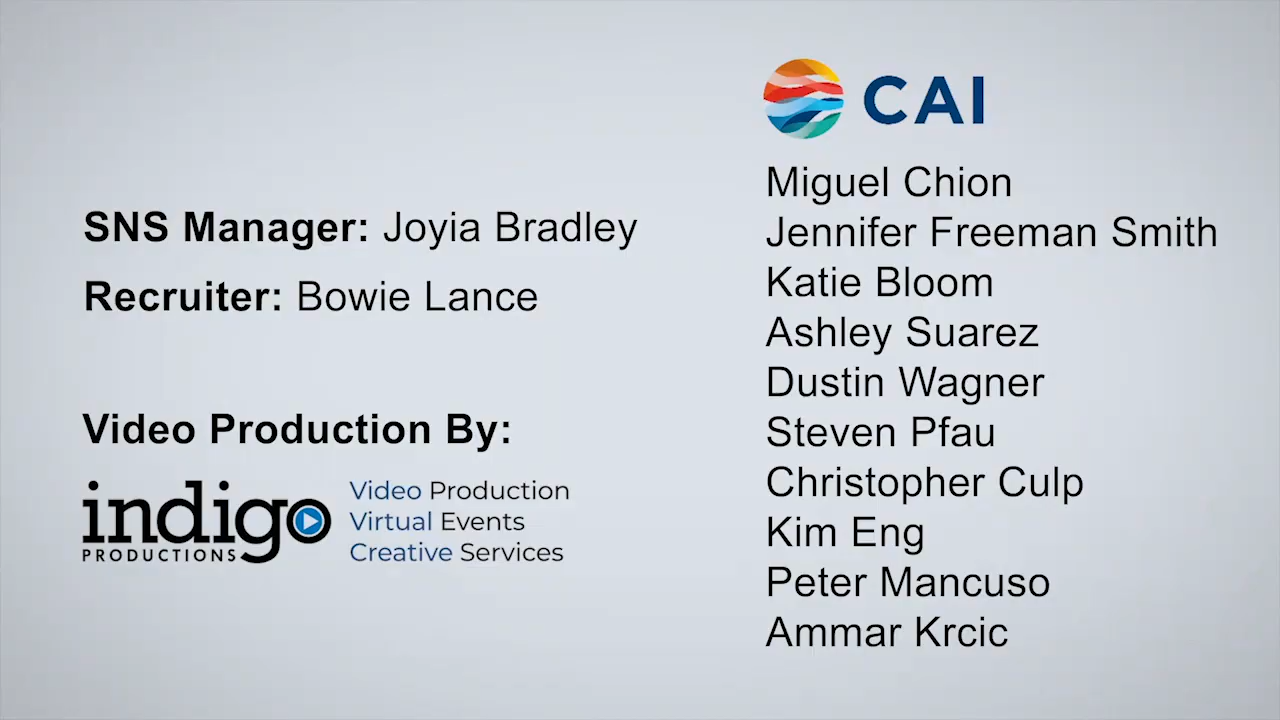 SNS Manager: Joyia Bradley
Recruiter: Bowie Lance
Video Production By:
indigo
PRODUCTIONS
Video Production
Virtual Events
Creative Services
CAI
Miguel Chion
Jennifer Freeman Smith
Katie Bloom
Ashley Suarez
Dustin Wagner
Steven Pfau
Christopher Culp
Kim Eng
Peter Mancuso
Ammar Krcic